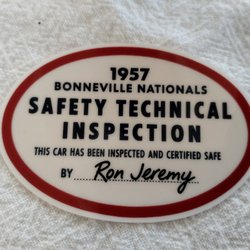 1957
BONNEVILLE NATIONALS
SAFETY TECHNICAL
INSPECTION
THIS CAR HAS BEEN INSPECTED AND CERTIFIED SAFE
BY Ron Jeremy